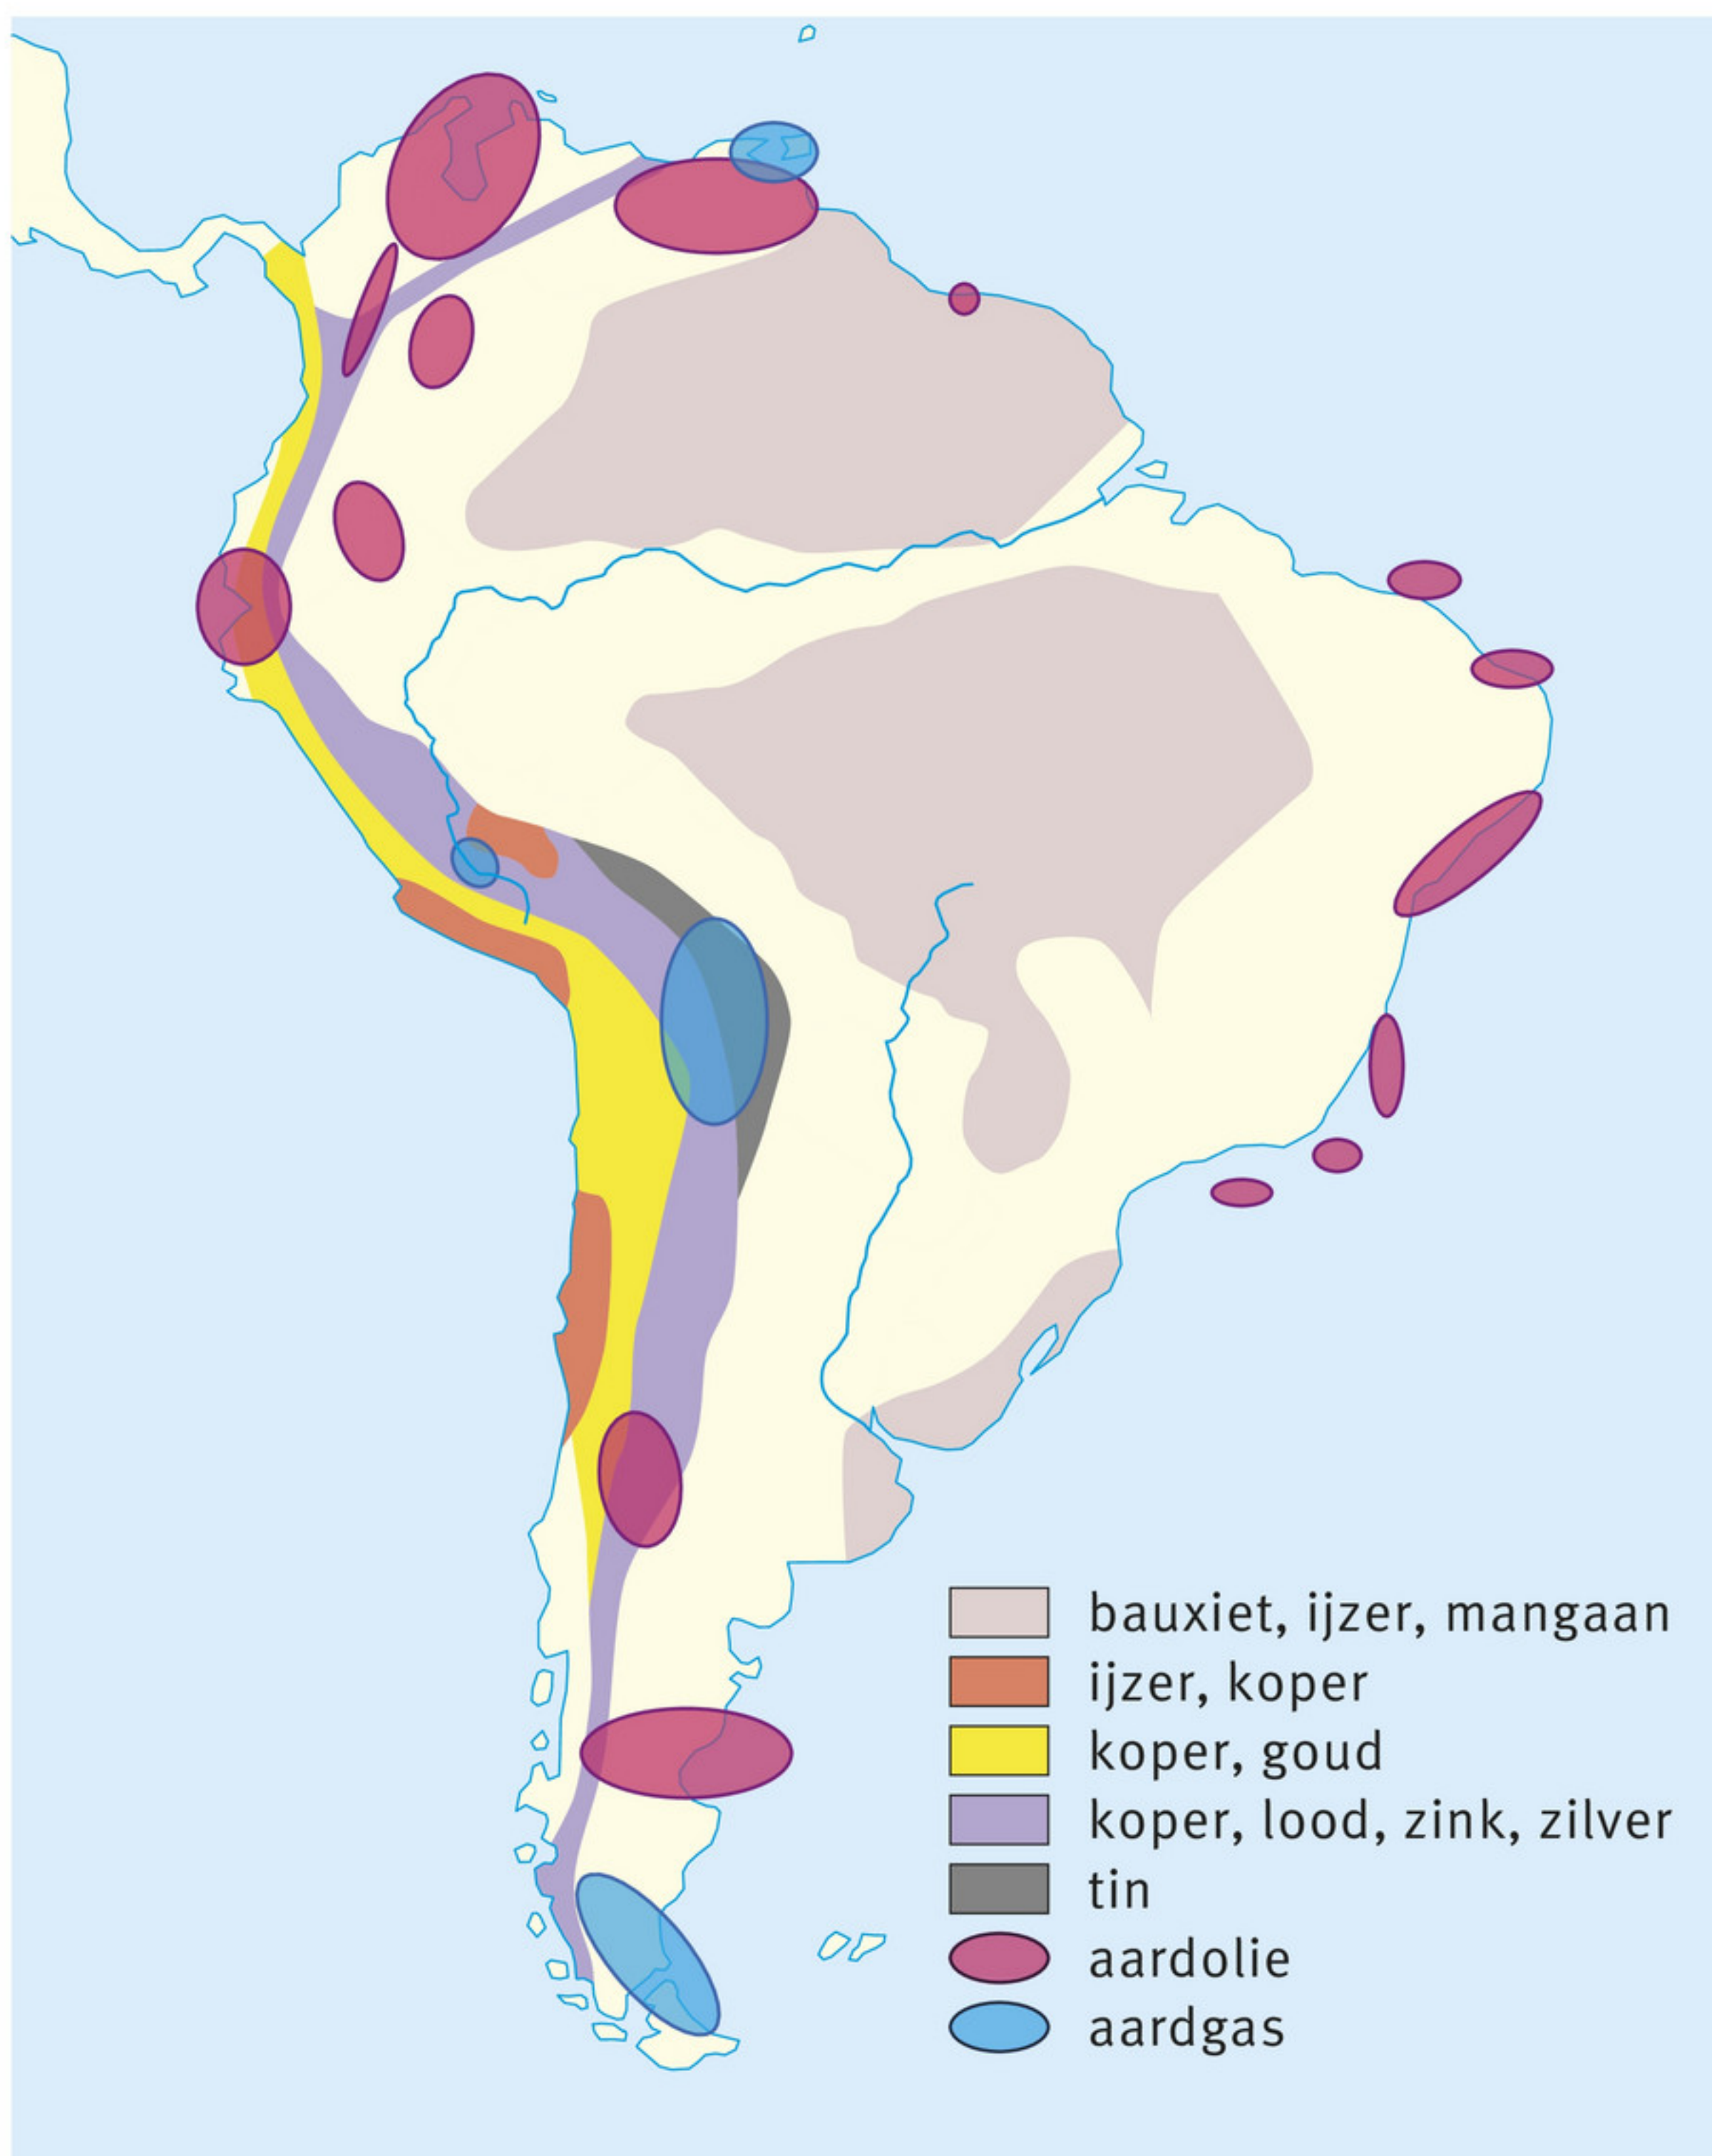 bauxiet, ijzer, mangaan
ijzer, koper
koper, goud
koper, lood, zink, zilver
tin
aardolie
aardgas